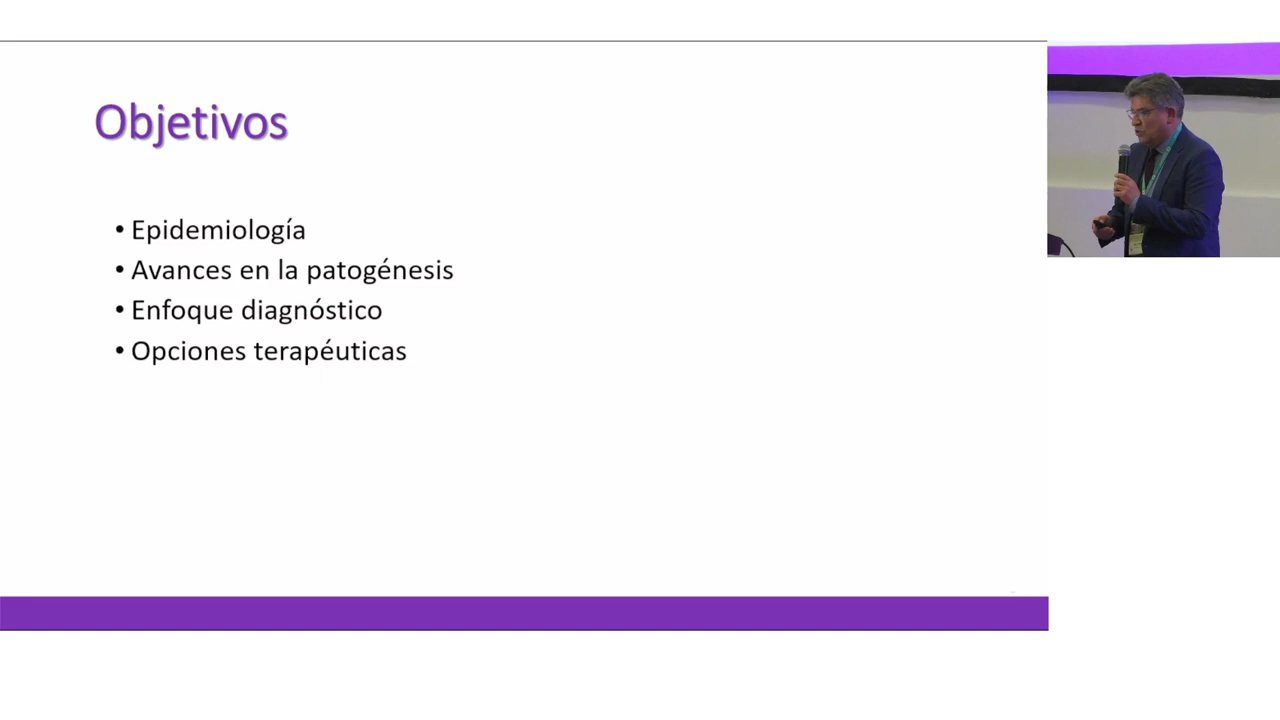 Objetivos
• Epidemiología
• Avances en la patogénesis
• Enfoque diagnóstico
• Opciones terapéuticas